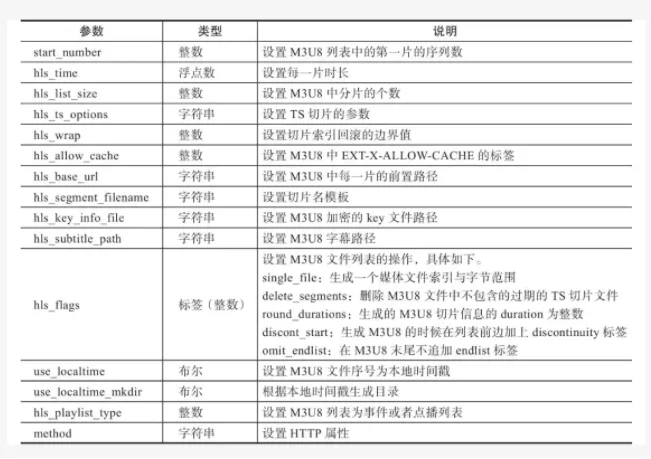 参数 类型 说明
start_number 整数 设置 M3U8 列表中的第一片的序列数
hls_time 浮点数 设置每一片时长
hls_list_size 整数 设置 M3U8 中分片的个数
hls_ts_options 字符串 设置 TS 切片的参数
hls_wrap 整数 设置切片索引回滚的边界值
hls_allow_cache 整数 设置 M3U8 中 EXT-X-ALLOW-CACHE 的标签
hls_base_url 字符串 设置 M3U8 中每一片的前置路径
hls_segment_filename 字符串 设置切片名模板
hls_key_info_file 字符串 设置 M3U8 加密的 key 文件路径
hls_subtitle_path 字符串 设置 M3U8 字幕路径
hls_flags 标签（整数） 设置 M3U8 文件列表的操作，具体如下。
single_file：生成一个媒体文件索引与字节范围
delete_segments：删除 M3U8 文件中不包含的过期的 TS 切片文件
round_durations：生成的 M3U8 切片信息的 duration 为整数
discont_start：生成 M3U8 的时候在列表前边加上 discontinuity 标签
omit_endlist：在 M3U8 末尾不追加 endlist 标签
use_localtime 布尔 设置 M3U8 文件序号为本地时间戳
use_localtime_mkdir 布尔 根据本地时间戳生成目录
hls_playlist_type 整数 设置 M3U8 列表为事件或者点播列表
method 字符串 设置 HTTP 属性